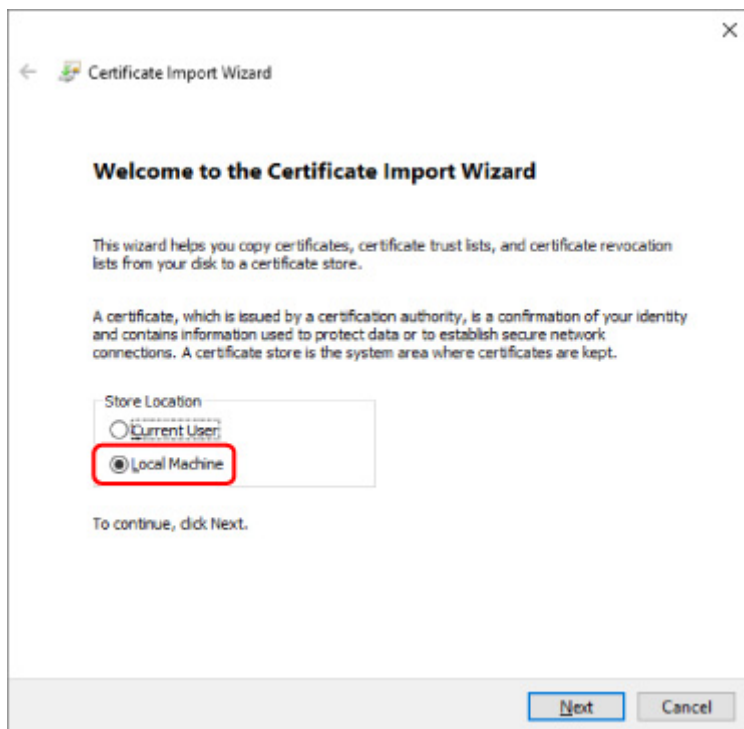 Certificate Import Wizard
Welcome to the Certificate Import Wizard
This wizard helps you copy certificates, certificate trust lists, and certificate revocation
lists from your disk to a certificate store.
A certificate, which is issued by a certification authority, is a confirmation of your identity
and contains information used to protect data or to establish secure network
connections. A certificate store is the system area where certificates are kept.
Store Location
Current User
Local Machine
To continue, click Next.
Next Cancel